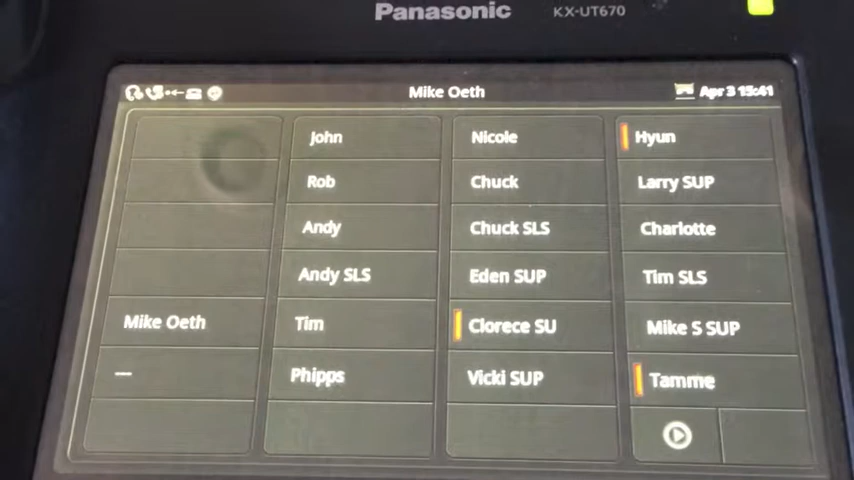 Panasonic KX-UT670
Mike Oeth Apr 3 15:41
John Nicole Hyun
Rob Chuck Larry SUP
Andy Chuck SLS Charlotte
Andy SLS Eden SUP Tim SLS
Mike Oeth Tim Clorece SU Mike S SUP
— Phipps Vicki SUP Tamme